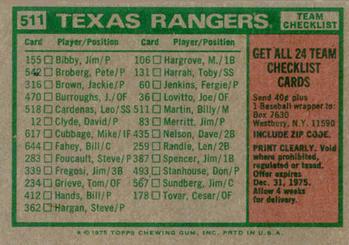 511 TEXAS RANGERS TEAM CHECKLIST
Card Player/Position Card Player/Position
155 □ Bibby, Jim/P 106 □ Hargrove, M./1B
542 □ Broberg, Pete/P 131 □ Harrah, Toby/SS
316 □ Brown, Jackie/P 60 □ Jenkins, Fergie/P
470 □ Burroughs, J./OF 36 □ Lovitto, Joe/OF
518 □ Cardenas, Leo/SS 511 □ Martin, Billy/M
12 □ Clyde, David/P 83 □ Merritt, Jim/P
617 □ Cubbage, Mike/IF 435 □ Nelson, Dave/2B
644 □ Fahey, Bill/C 259 □ Randle, Len/2B
283 □ Foucault, Steve/P 387 □ Spencer, Jim/1B
339 □ Fregosi, Jim/3B 493 □ Stanhouse, Don/P
234 □ Grieve, Tom/OF 567 □ Sundberg, Jim/C
412 □ Hands, Bill/P 178 □ Tovar, Cesar/OF
362 □ Hargan, Steve/P
GET ALL 24 TEAM
CHECKLIST
CARDS
Send 40¢ plus
1 Baseball wrapper to:
Box 7630
Westbury, N.Y. 11590
INCLUDE ZIP CODE.
PRINT CLEARLY. Void
where prohibited,
regulated or taxed.
Offer expires
Dec. 31, 1975.
Allow 4 weeks
for delivery.
© 1975 TOPPS CHEWING GUM, INC. PRTD IN U.S.A.